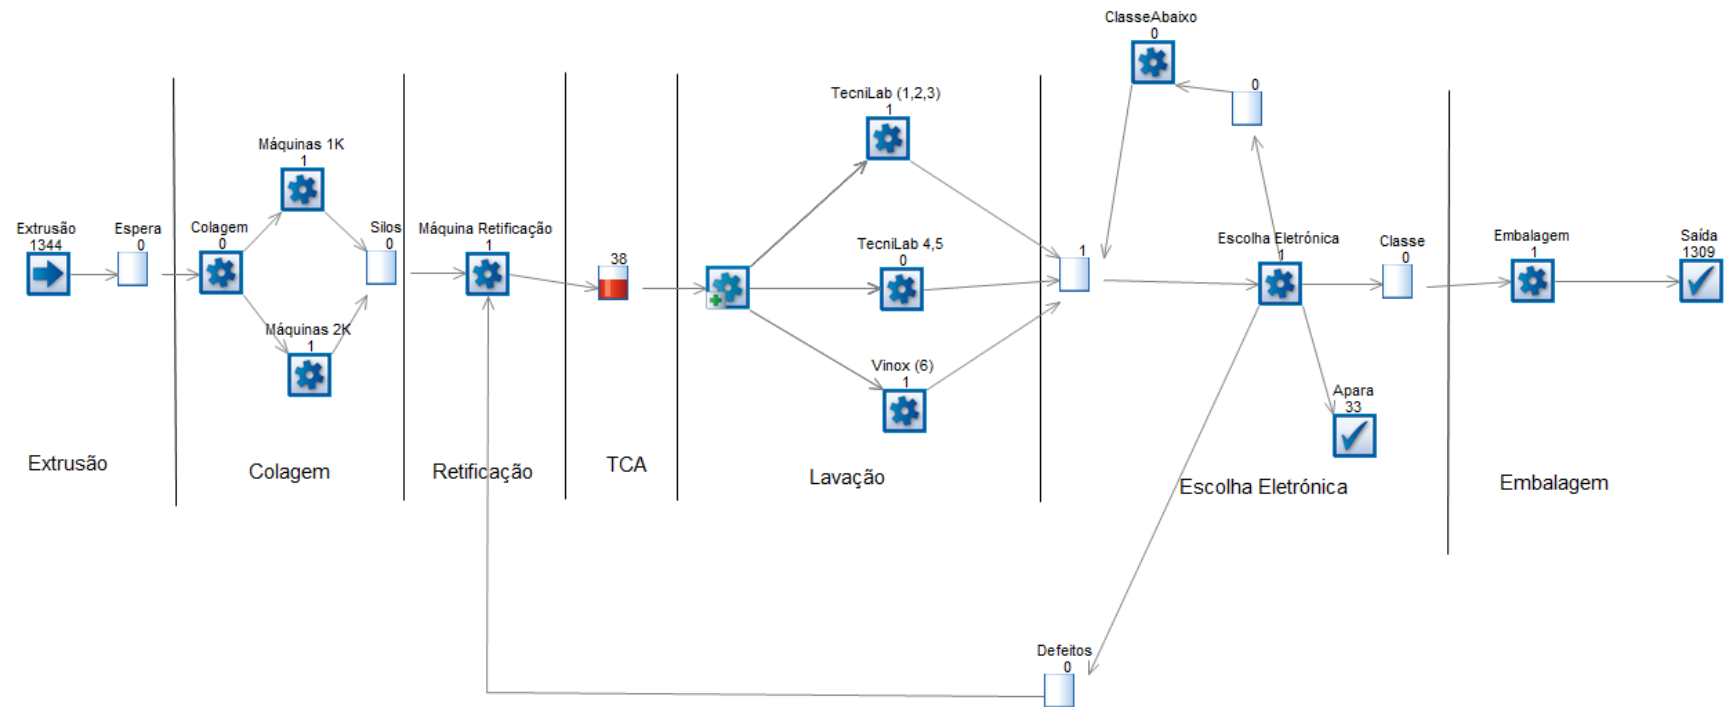 ClasseAbaixo
0
0
TecniLab (1,2,3)
1
Máquinas 1K
1
Extrusão
1344
Espera
0
Colagem
0
Silos
0
Máquina Retificação
1
38
TecniLab 4,5
0
1
Escolha Eletrónica
1
Classe
0
Embalagem
1
Saída
1309
Máquinas 2K
1
Vinox (6)
1
Apara
33
Extrusão
Colagem
Retificação
TCA
Lavação
Escolha Eletrónica
Embalagem
Defeitos
0